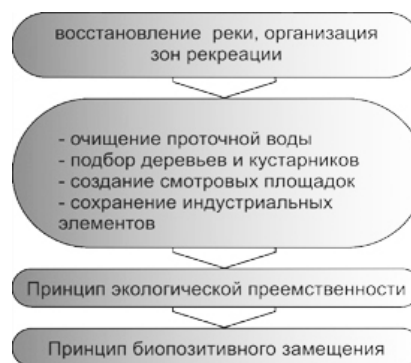 восстановление реки, организация
зон рекреации
- очищение проточной воды
- подбор деревьев и кустарников
- создание смотровых площадок
- сохранение индустриальных
элементов
Принцип экологической преемственности
Принцип биопозитивного замещения